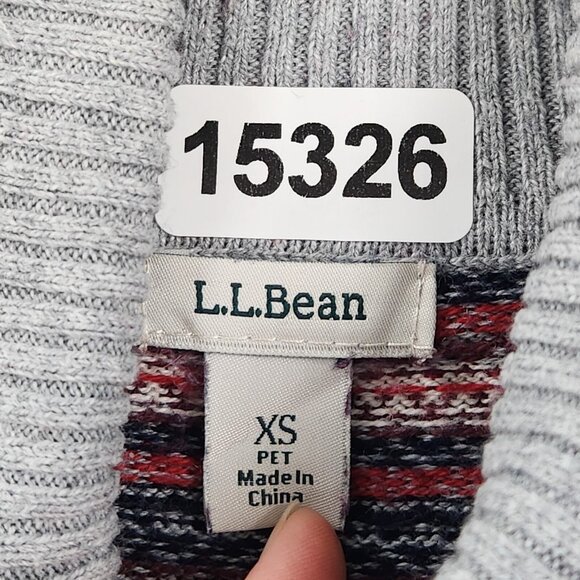 15326
L.L.Bean
XS
PET
Made In
China